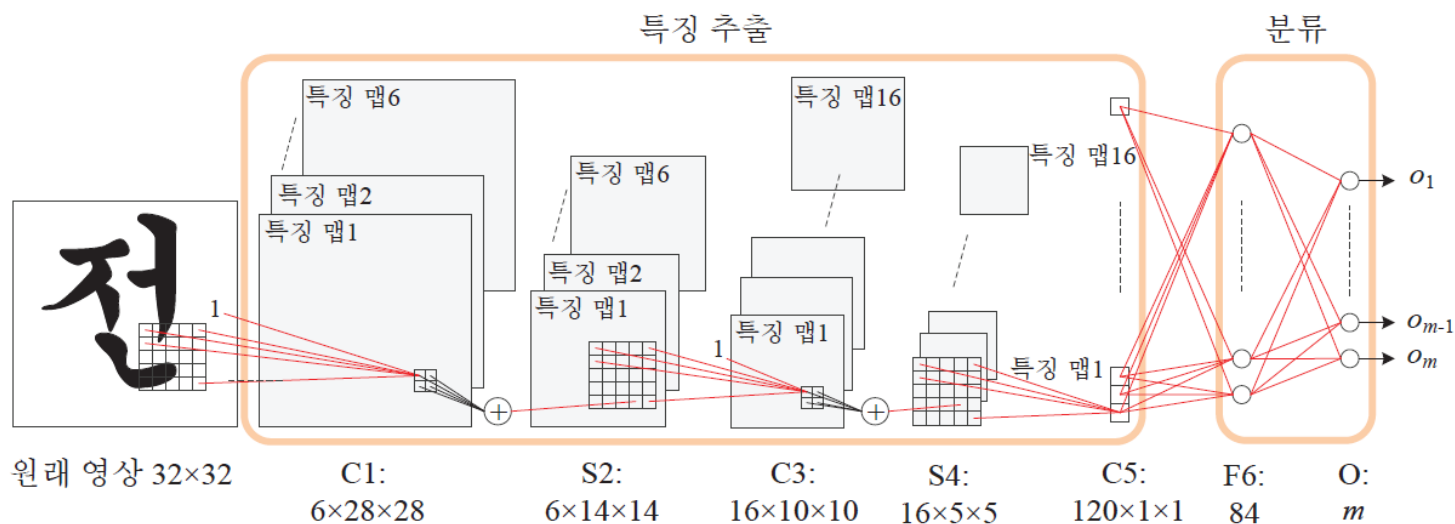 특징 추출
분류
특징 맵6
특징 맵2
특징 맵1
전
1
특징 맵6
특징 맵2
특징 맵1
1
특징 맵16
특징 맵1
특징 맵16
특징 맵1
o1
om-1
om
+
+
원래 영상 32×32
C1:
6×28×28
S2:
6×14×14
C3:
16×10×10
S4:
16×5×5
C5:
120×1×1
F6:
84
O:
m